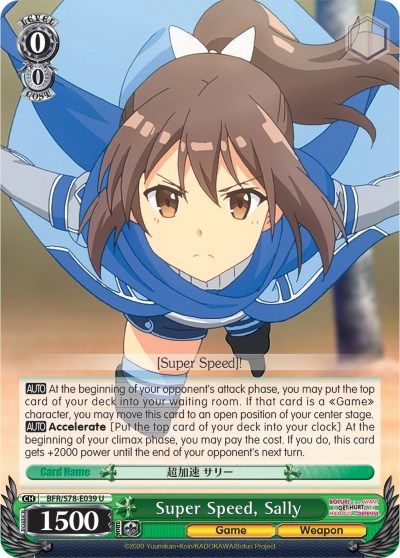 LEVEL
0
0
COST
[Super Speed]!
AUTO At the beginning of your opponent's attack phase, you may put the top
card of your deck into your waiting room. If that card is a «Game»
character, you may move this card to an open position of your center stage.
AUTO Accelerate [Put the top card of your deck into your clock] At the
beginning of your climax phase, you may pay the cost. If you do, this card
gets +2000 power until the end of your opponent's next turn.
Card Name
超加速 サリー
CH BFR/S78-E039 U
POWER
1500
SOUL
Super Speed, Sally
Game
Weapon
©2020 Yuumikan・Koin/KADOKAWA/Bofuri Project